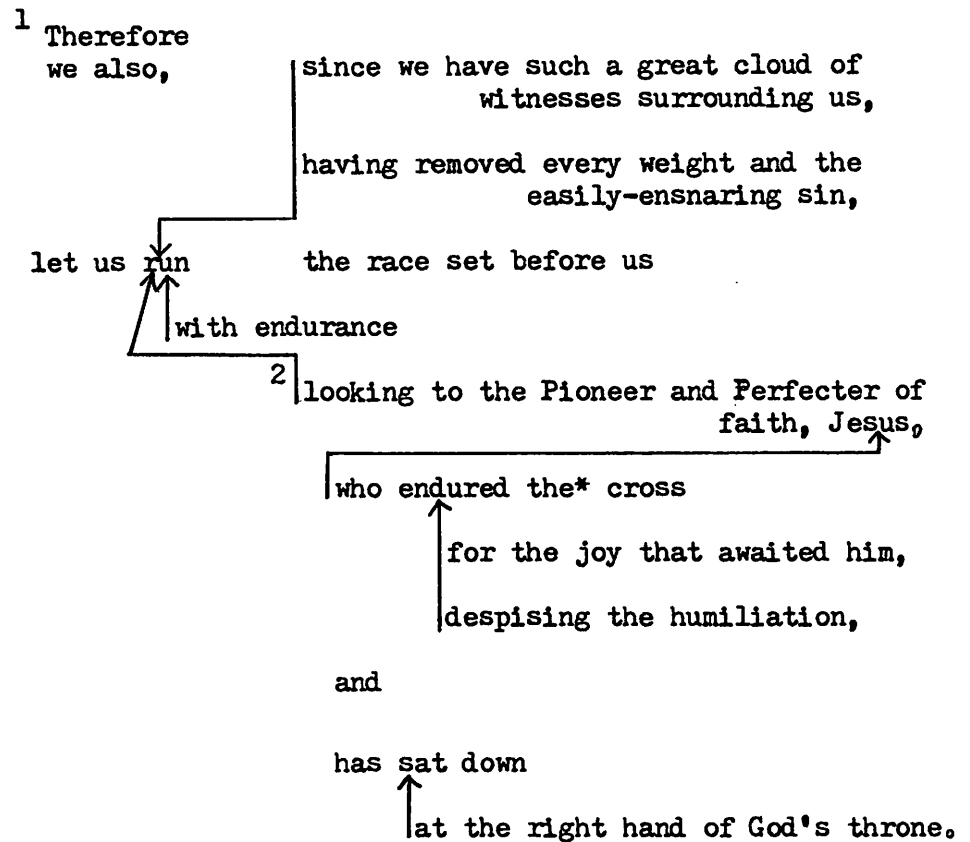 1 Therefore
we also,
since we have such a great cloud of
witnesses surrounding us,
having removed every weight and the
easily-ensnaring sin,
let us run the race set before us
with endurance
2 looking to the Pioneer and Perfecter of
faith, Jesus,
who endured the* cross
for the joy that awaited him,
despising the humiliation,
and
has sat down
at the right hand of God's throne.